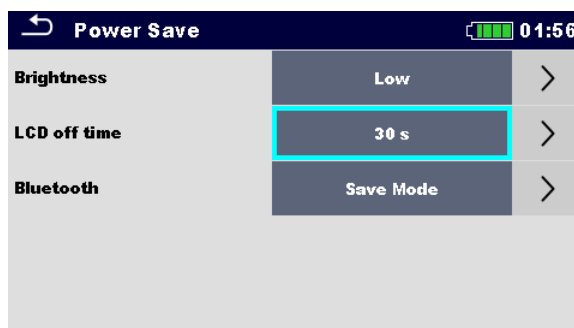 Power Save 01:56
Brightness Low
LCD off time 30 s
Bluetooth Save Mode